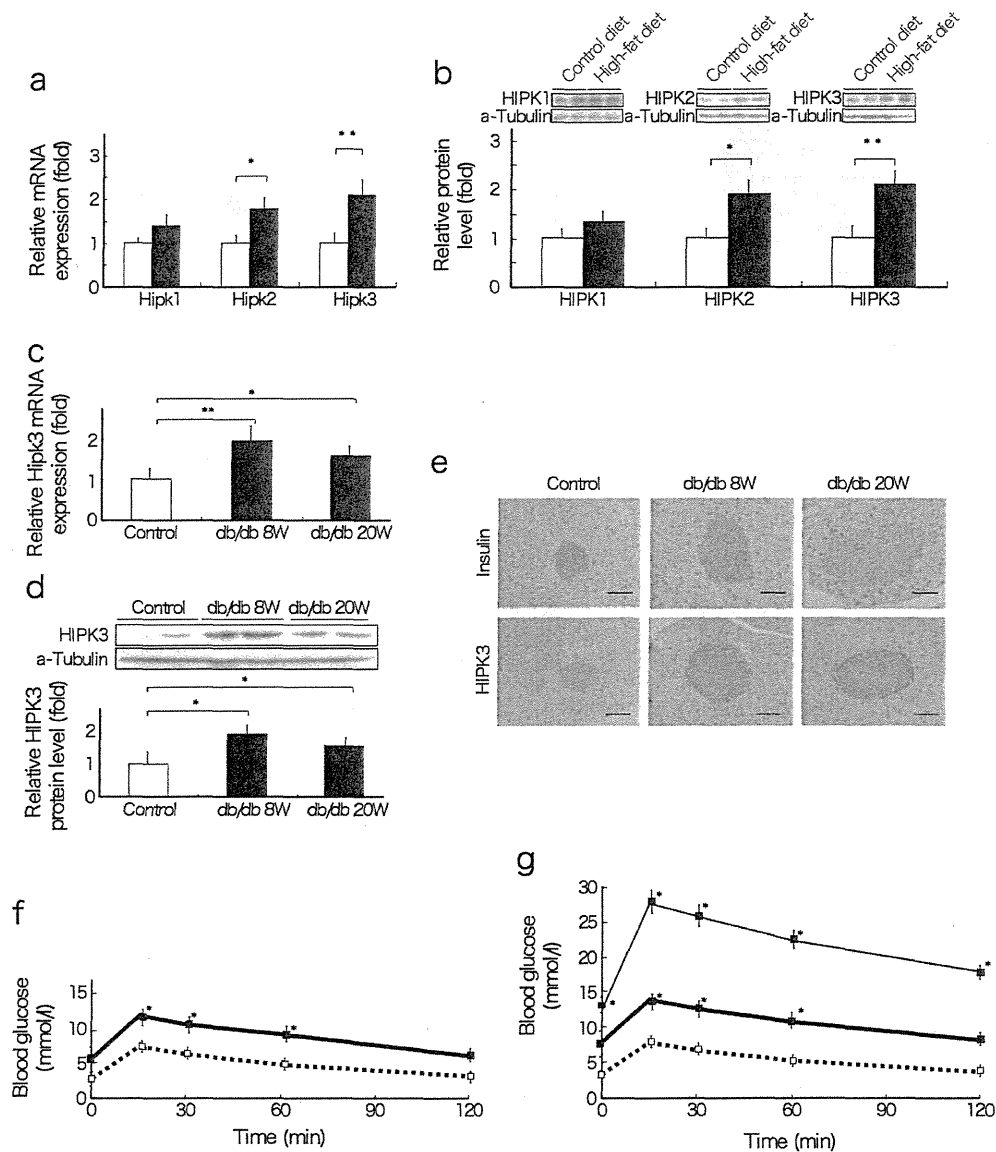 a
Relative mRNA
expression (fold)
3
2
1
0
*
**
Hipk1 Hipk2 Hipk3
b
Control diet
High-fat diet
Control diet
High-fat diet
Control diet
High-fat diet
HIPK1 HIPK2 HIPK3
a-Tubulin a-Tubulin a-Tubulin
Relative protein
level (fold)
3
2
1
0
*
**
HIPK1 HIPK2 HIPK3
c
Relative Hipk3 mRNA
expression (fold)
2
1
0
*
**
Control db/db 8W db/db 20W
d
Control db/db 8W db/db 20W
HIPK3
a-Tubulin
Relative HIPK3
protein level (fold)
2
1
0
*
*
Control db/db 8W db/db 20W
e
Control db/db 8W db/db 20W
Insulin
HIPK3
f
Blood glucose
(mmol/l)
15
10
5
0
* * *
0 30 60 90 120
Time (min)
g
Blood glucose
(mmol/l)
30
25
20
15
10
5
0
* * * * *
* * *
0 30 60 90 120
Time (min)